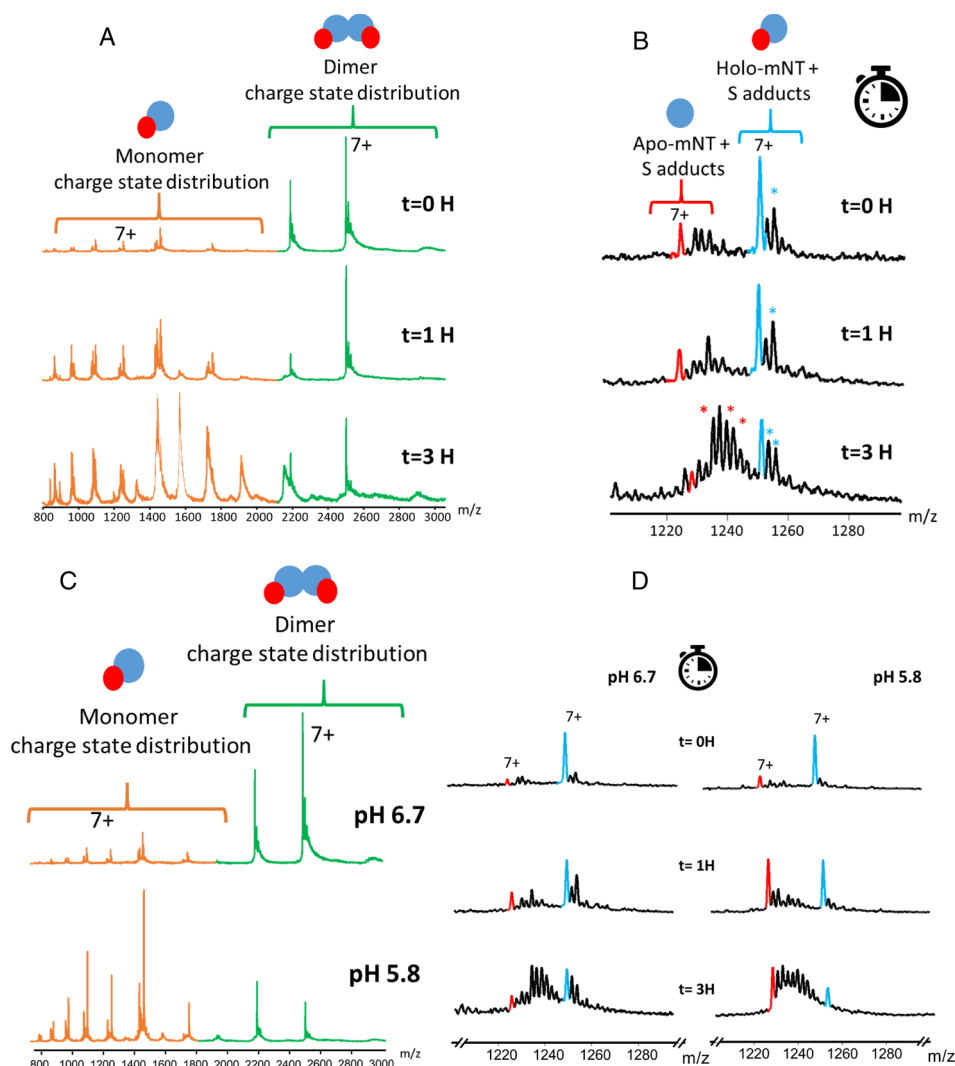 A
Dimer
charge state distribution
7+
Monomer
charge state distribution
7+
t=0 H
t=1 H
t=3 H
800 1000 1200 1400 1600 1800 2000 2200 2400 2600 2800 3000 m/z
B
Holo-mNT +
S adducts
7+
Apo-mNT +
S adducts
7+
*
t=0 H
*
t=1 H
* * * * *
t=3 H
1220 1240 1260 1280 m/z
C
Dimer
charge state distribution
7+
Monomer
charge state distribution
7+
pH 6.7
pH 5.8
800 1000 1200 1400 1600 1800 2000 2200 2400 2600 2800 3000 m/z
D
pH 6.7 pH 5.8
7+ 7+
t= 0H
7+ 7+
t= 1H
t= 3H
1220 1240 1260 1280 1220 1240 1260 1280 m/z